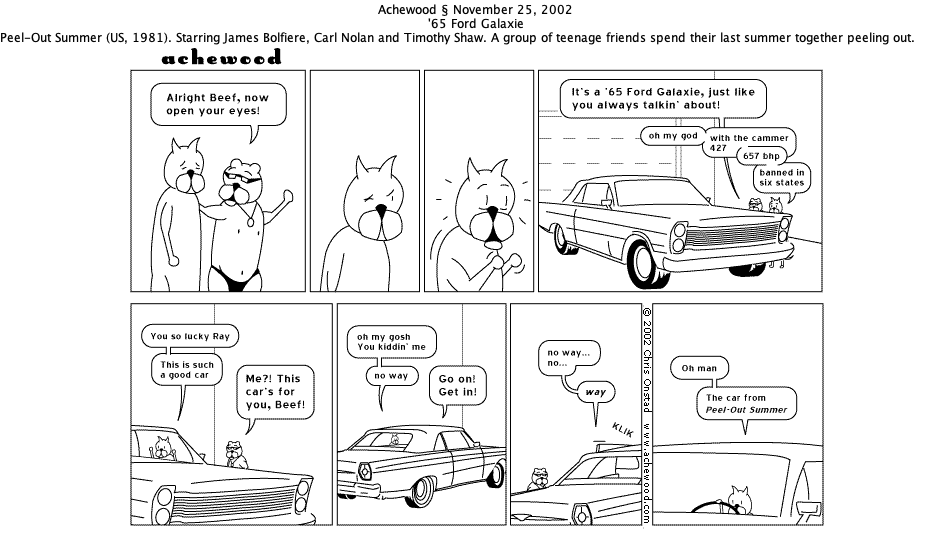 Achewood § November 25, 2002
'65 Ford Galaxie
Peel-Out Summer (US, 1981). Starring James Bolfiere, Carl Nolan and Timothy Shaw. A group of teenage friends spend their last summer together peeling out.
achewood
Alright Beef, now
open your eyes!
It's a '65 Ford Galaxie, just like
you always talkin' about!
oh my god
with the cammer
427
657 bhp
banned in
six states
You so lucky Ray
This is such
a good car
Me?! This
car's for
you, Beef!
oh my gosh
You kiddin' me
no way
Go on!
Get in!
no way...
no...
way
KLIK
© 2002 Chris Onstad www.achewood.com
Oh man
The car from
Peel-Out Summer